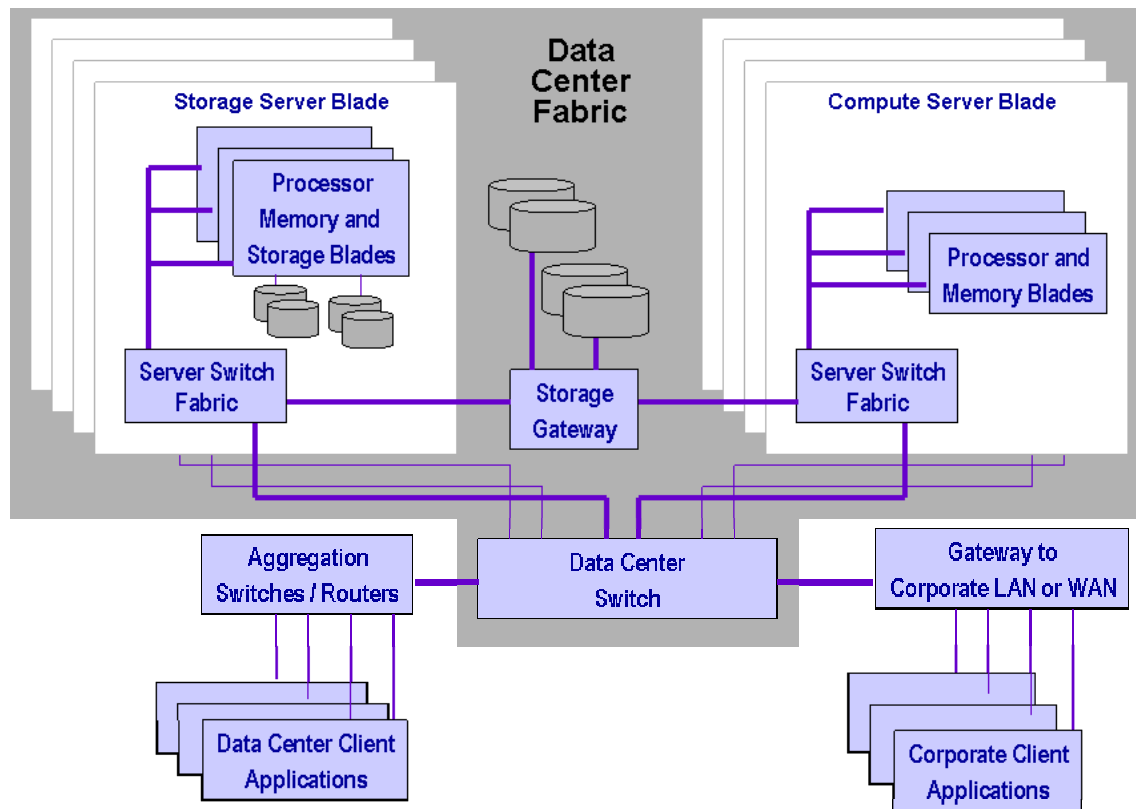 Data
Center
Fabric
Storage Server Blade
Compute Server Blade
Processor
Memory and
Storage Blades
Processor and
Memory Blades
Server Switch
Fabric
Storage
Gateway
Server Switch
Fabric
Aggregation
Switches / Routers
Data Center
Switch
Gateway to
Corporate LAN or WAN
Data Center Client
Applications
Corporate Client
Applications